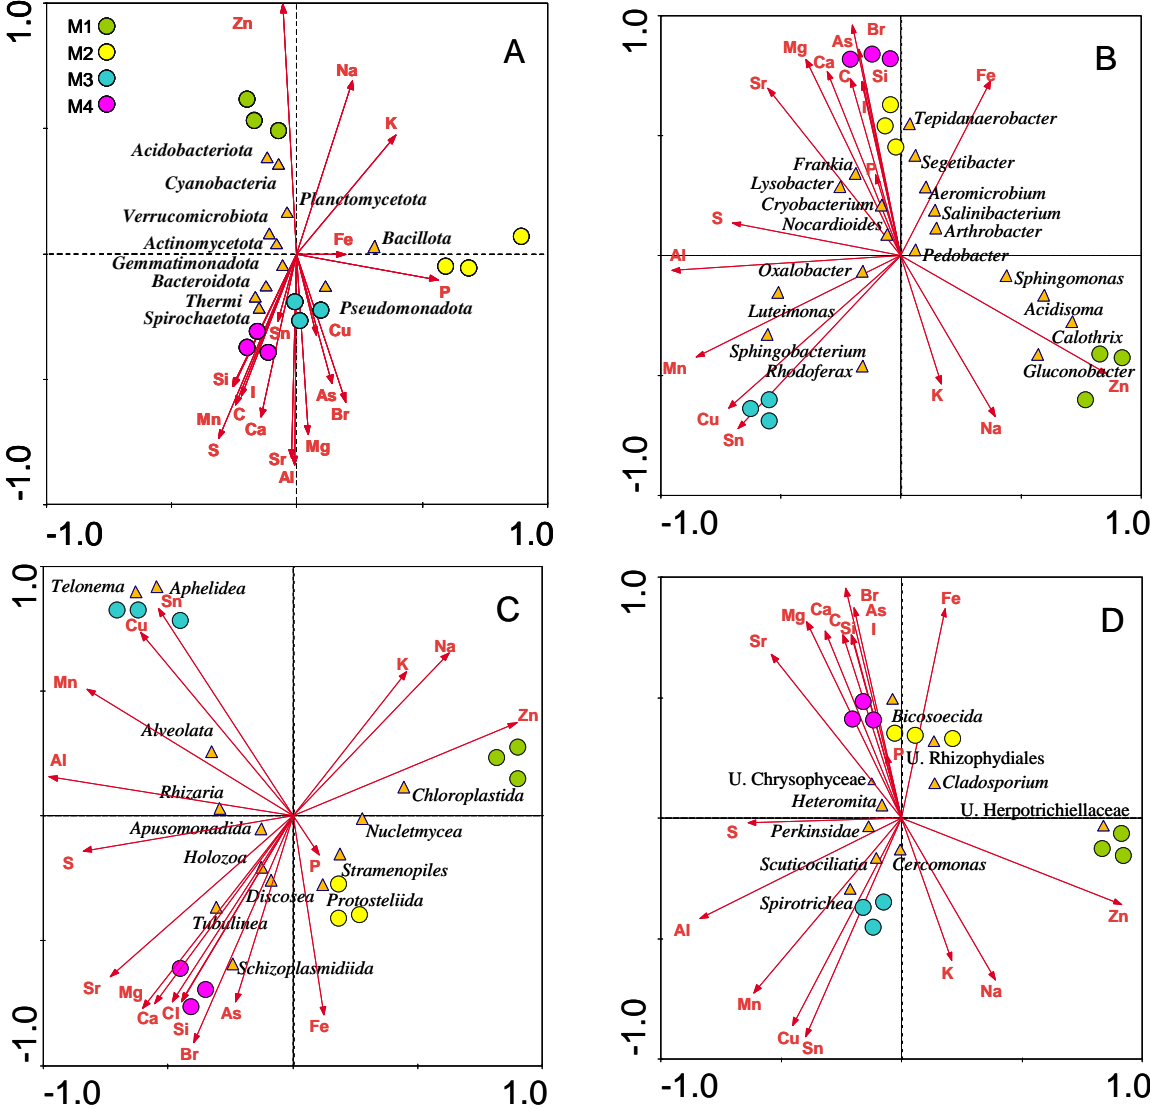 1.0
Zn
A
M1
M2
M3
M4
Na
K
Acidobacteriota
Cyanobacteria
Planctomycetota
Verrucomicrobiota
Actinomycetota
Fe
Bacillota
Gemmatimonadota
Bacteroidota
P
Thermi
Pseudomonadota
Spirochaetota
Sn
Cu
Si
I
As
C
Br
Mn
Ca
S
Mg
Sr
Al
-1.0
-1.0
1.0
1.0
B
Br
As
Mg
Ca
C
Si
Sr
I
Fe
Tepidanaerobacter
Segetibacter
Frankia
P
Lysobacter
Aeromicrobium
Cryobacterium
Salinibacterium
Nocardioides
Arthrobacter
S
Al
Pedobacter
Oxalobacter
Sphingomonas
Luteimonas
Acidisoma
Calothrix
Sphingobacterium
Mn
Rhodoferax
Gluconobacter
Zn
K
Cu
Na
Sn
-1.0
-1.0
1.0
1.0
C
Telonema
Aphelidea
Sn
Cu
Na
K
Mn
Zn
Alveolata
Al
Rhizaria
Chloroplastida
Apusomonadida
Nucletmycea
S
Holozoa
P
Stramenopiles
Discosea
Protosteliida
Tubulinea
Schizoplasmidiida
Sr
Mg
Ca
CI
As
Si
Fe
Br
-1.0
-1.0
1.0
1.0
D
Br
Fe
Ca
As
Mg
C
Si
I
Sr
Bicosoecida
P
U. Rhizophydiales
U. Chrysophyceae
Cladosporium
Heteromita
U. Herpotrichiellaceae
S
Perkinsidae
Scuticociliatia
Cercomonas
Spirotrichea
Zn
Al
K
Na
Mn
Cu
Sn
-1.0
-1.0
1.0